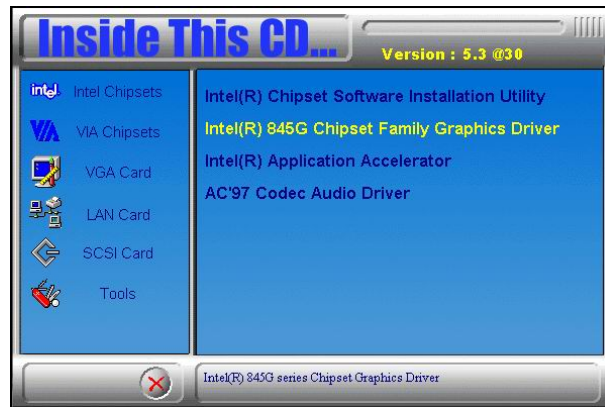 Inside This CD...
Version : 5.3 @30
intel Intel Chipsets
VIA VIA Chipsets
VGA Card
LAN Card
SCSI Card
Tools
Intel(R) Chipset Software Installation Utility
Intel(R) 845G Chipset Family Graphics Driver
Intel(R) Application Accelerator
AC'97 Codec Audio Driver
Intel(R) 845G series Chipset Graphics Driver